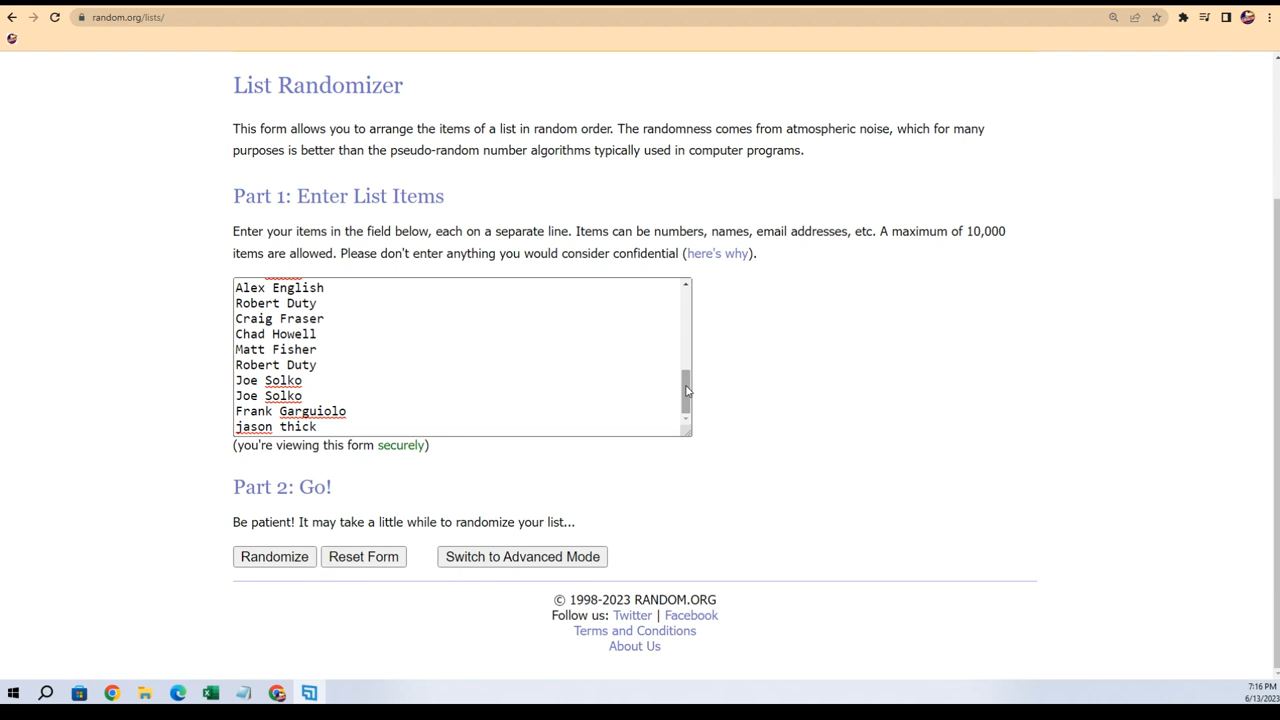 random.org/lists/
List Randomizer
This form allows you to arrange the items of a list in random order. The randomness comes from atmospheric noise, which for many
purposes is better than the pseudo-random number algorithms typically used in computer programs.
Part 1: Enter List Items
Enter your items in the field below, each on a separate line. Items can be numbers, names, email addresses, etc. A maximum of 10,000
items are allowed. Please don't enter anything you would consider confidential (here's why).
Alex English
Robert Duty
Craig Fraser
Chad Howell
Matt Fisher
Robert Duty
Joe Solko
Joe Solko
Frank Garguiolo
jason thick
(you're viewing this form securely)
Part 2: Go!
Be patient! It may take a little while to randomize your list...
Randomize Reset Form Switch to Advanced Mode
© 1998-2023 RANDOM.ORG
Follow us: Twitter | Facebook
Terms and Conditions
About Us
7:16 PM
6/13/2023